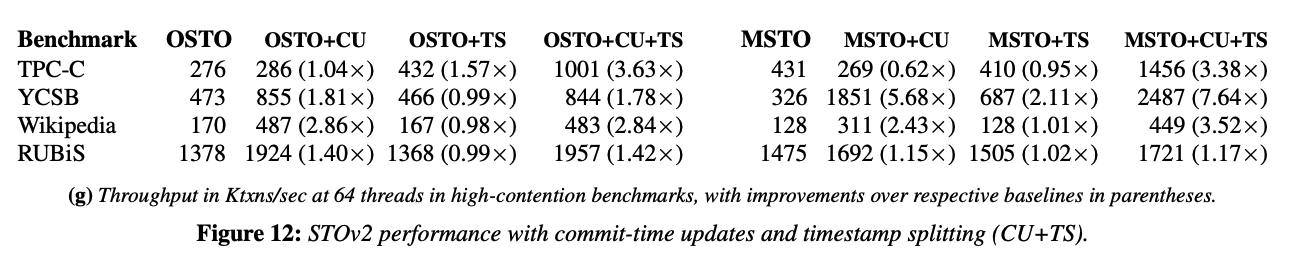 Benchmark OSTO OSTO+CU OSTO+TS OSTO+CU+TS MSTO MSTO+CU MSTO+TS MSTO+CU+TS
TPC-C 276 286 (1.04×) 432 (1.57×) 1001 (3.63×) 431 269 (0.62×) 410 (0.95×) 1456 (3.38×)
YCSB 473 855 (1.81×) 466 (0.99×) 844 (1.78×) 326 1851 (5.68×) 687 (2.11×) 2487 (7.64×)
Wikipedia 170 487 (2.86×) 167 (0.98×) 483 (2.84×) 128 311 (2.43×) 128 (1.01×) 449 (3.52×)
RUBiS 1378 1924 (1.40×) 1368 (0.99×) 1957 (1.42×) 1475 1692 (1.15×) 1505 (1.02×) 1721 (1.17×)
(g) Throughput in Ktxns/sec at 64 threads in high-contention benchmarks, with improvements over respective baselines in parentheses.
Figure 12: STOv2 performance with commit-time updates and timestamp splitting (CU+TS).